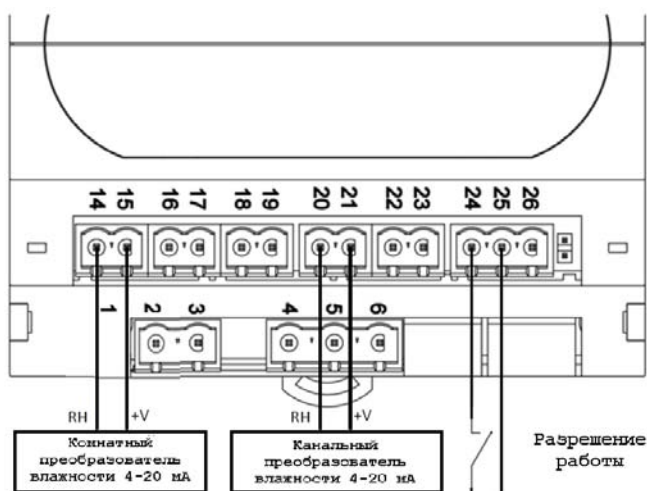 14 15 16 17 18 19 20 21 22 23 24 25 26
1 2 3 4 5 6
RH +V RH +V
Комнатный
преобразователь
влажности 4-20 мА
Канальный
преобразователь
влажности 4-20 мА
Разрешение
работы